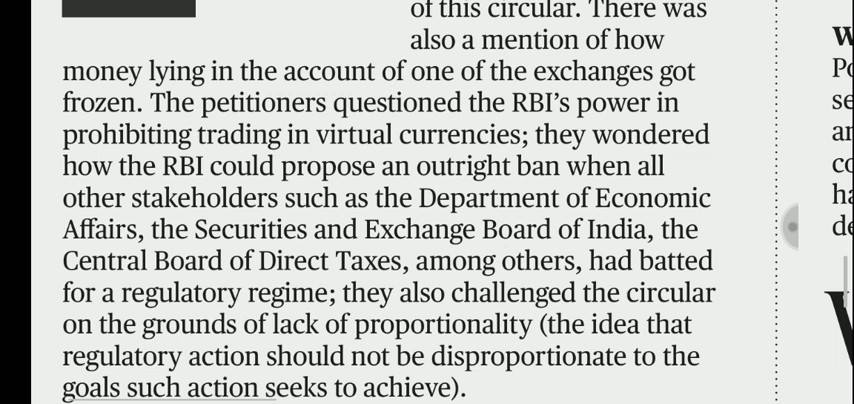 of this circular. There was
also a mention of how
money lying in the account of one of the exchanges got
frozen. The petitioners questioned the RBI’s power in
prohibiting trading in virtual currencies; they wondered
how the RBI could propose an outright ban when all
other stakeholders such as the Department of Economic
Affairs, the Securities and Exchange Board of India, the
Central Board of Direct Taxes, among others, had batted
for a regulatory regime; they also challenged the circular
on the grounds of lack of proportionality (the idea that
regulatory action should not be disproportionate to the
goals such action seeks to achieve).